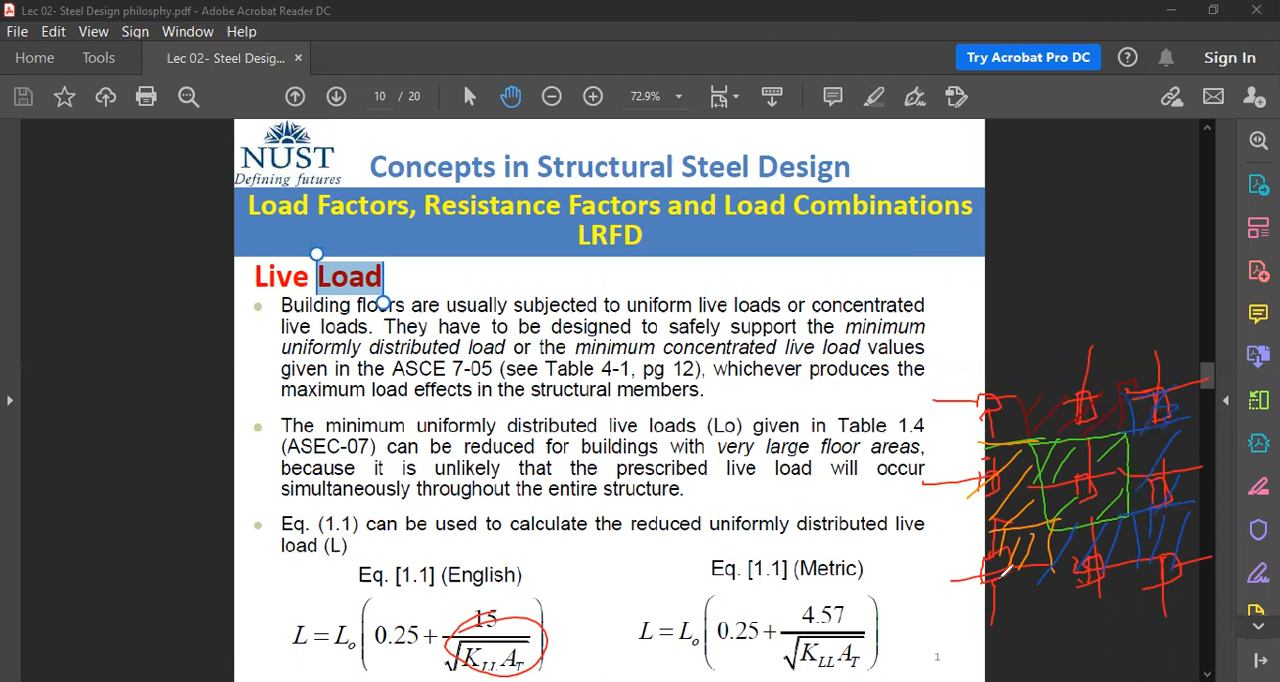 Lec 02- Steel Design philosphy.pdf - Adobe Acrobat Reader DC
File Edit View Sign Window Help
Home Tools Lec 02- Steel Desig... × Try Acrobat Pro DC Sign In
10 / 20 72.9%
NUST
Defining futures
Concepts in Structural Steel Design
Load Factors, Resistance Factors and Load Combinations
LRFD
Live Load
Building floors are usually subjected to uniform live loads or concentrated
live loads. They have to be designed to safely support the minimum
uniformly distributed load or the minimum concentrated live load values
given in the ASCE 7-05 (see Table 4-1, pg 12), whichever produces the
maximum load effects in the structural members.
The minimum uniformly distributed live loads (Lo) given in Table 1.4
(ASEC-07) can be reduced for buildings with very large floor areas,
because it is unlikely that the prescribed live load will occur
simultaneously throughout the entire structure.
Eq. (1.1) can be used to calculate the reduced uniformly distributed live
load (L)
Eq. [1.1] (English) Eq. [1.1] (Metric)
L = Lo (0.25 + 15 / √(KLL AT)) L = Lo (0.25 + 4.57 / √(KLL AT))
1